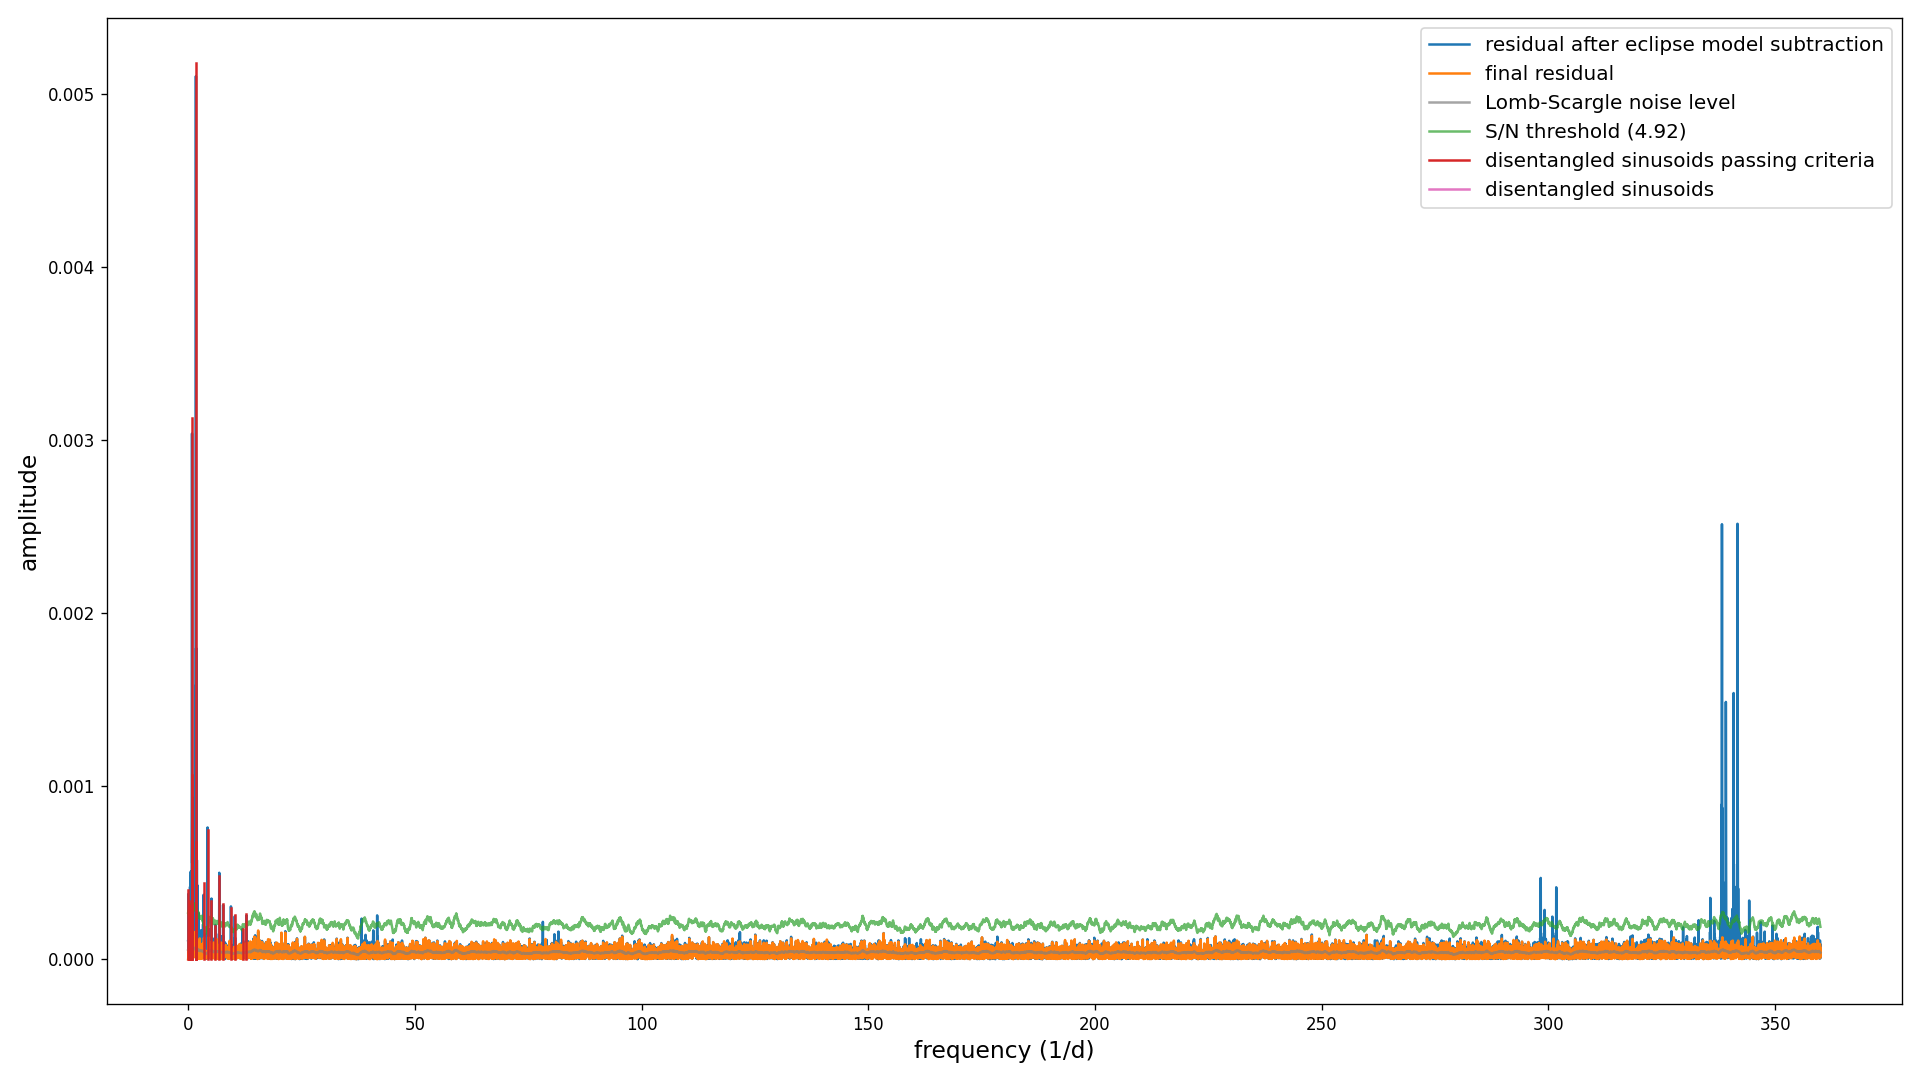 residual after eclipse model subtraction
final residual
Lomb-Scargle noise level
S/N threshold (4.92)
disentangled sinusoids passing criteria
disentangled sinusoids
amplitude
0.005
0.004
0.003
0.002
0.001
0.000
0 50 100 150 200 250 300 350
frequency (1/d)